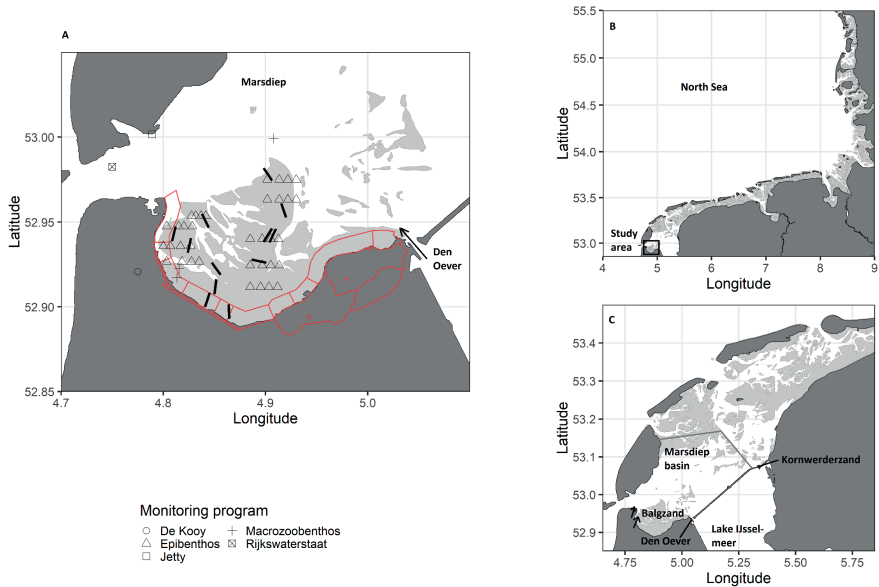 A
Marsdiep
Den
Oever
53.00
52.95
52.90
52.85
4.7
4.8
4.9
5.0
Latitude
Longitude
Monitoring program
De Kooy
Macrozoobenthos
Epibenthos
Rijkswaterstaat
Jetty
B
North Sea
Study
area
55.5
55.0
54.5
54.0
53.5
53.0
4
5
6
7
8
9
Latitude
Longitude
C
Marsdiep
basin
Kornwerderzand
Balgzand
Den Oever
Lake IJssel-
meer
53.4
53.3
53.2
53.1
53.0
52.9
4.75
5.00
5.25
5.50
5.75
Latitude
Longitude